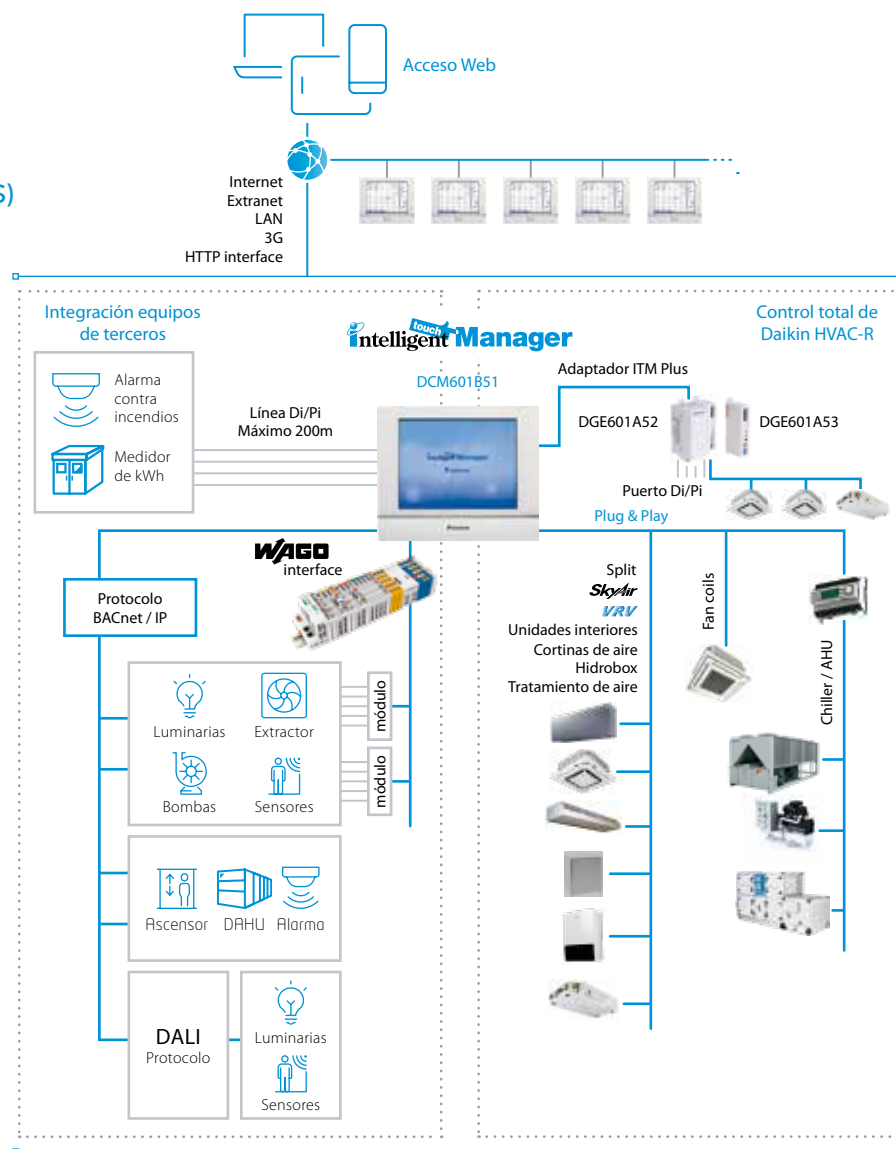 Acceso Web
S)
Internet
Extranet
LAN
3G
HTTP interface
Integración equipos
de terceros
Alarma
contra
incendios
Medidor
de kWh
Línea Di/Pi
Máximo 200m
intelligent touch Manager
DCM601B51
Control total de
Daikin HVAC-R
Adaptador ITM Plus
DGE601A52
DGE601A53
Puerto Di/Pi
Plug & Play
WAGO
interface
Protocolo
BACnet / IP
Luminarias
Extractor
módulo
Bombas
Sensores
módulo
Ascensor
DAHU
Alarma
DALI
Protocolo
Luminarias
Sensores
Split
SkyAir
VRV
Unidades interiores
Cortinas de aire
Hidrobox
Tratamiento de aire
Fan coils
Chiller / AHU